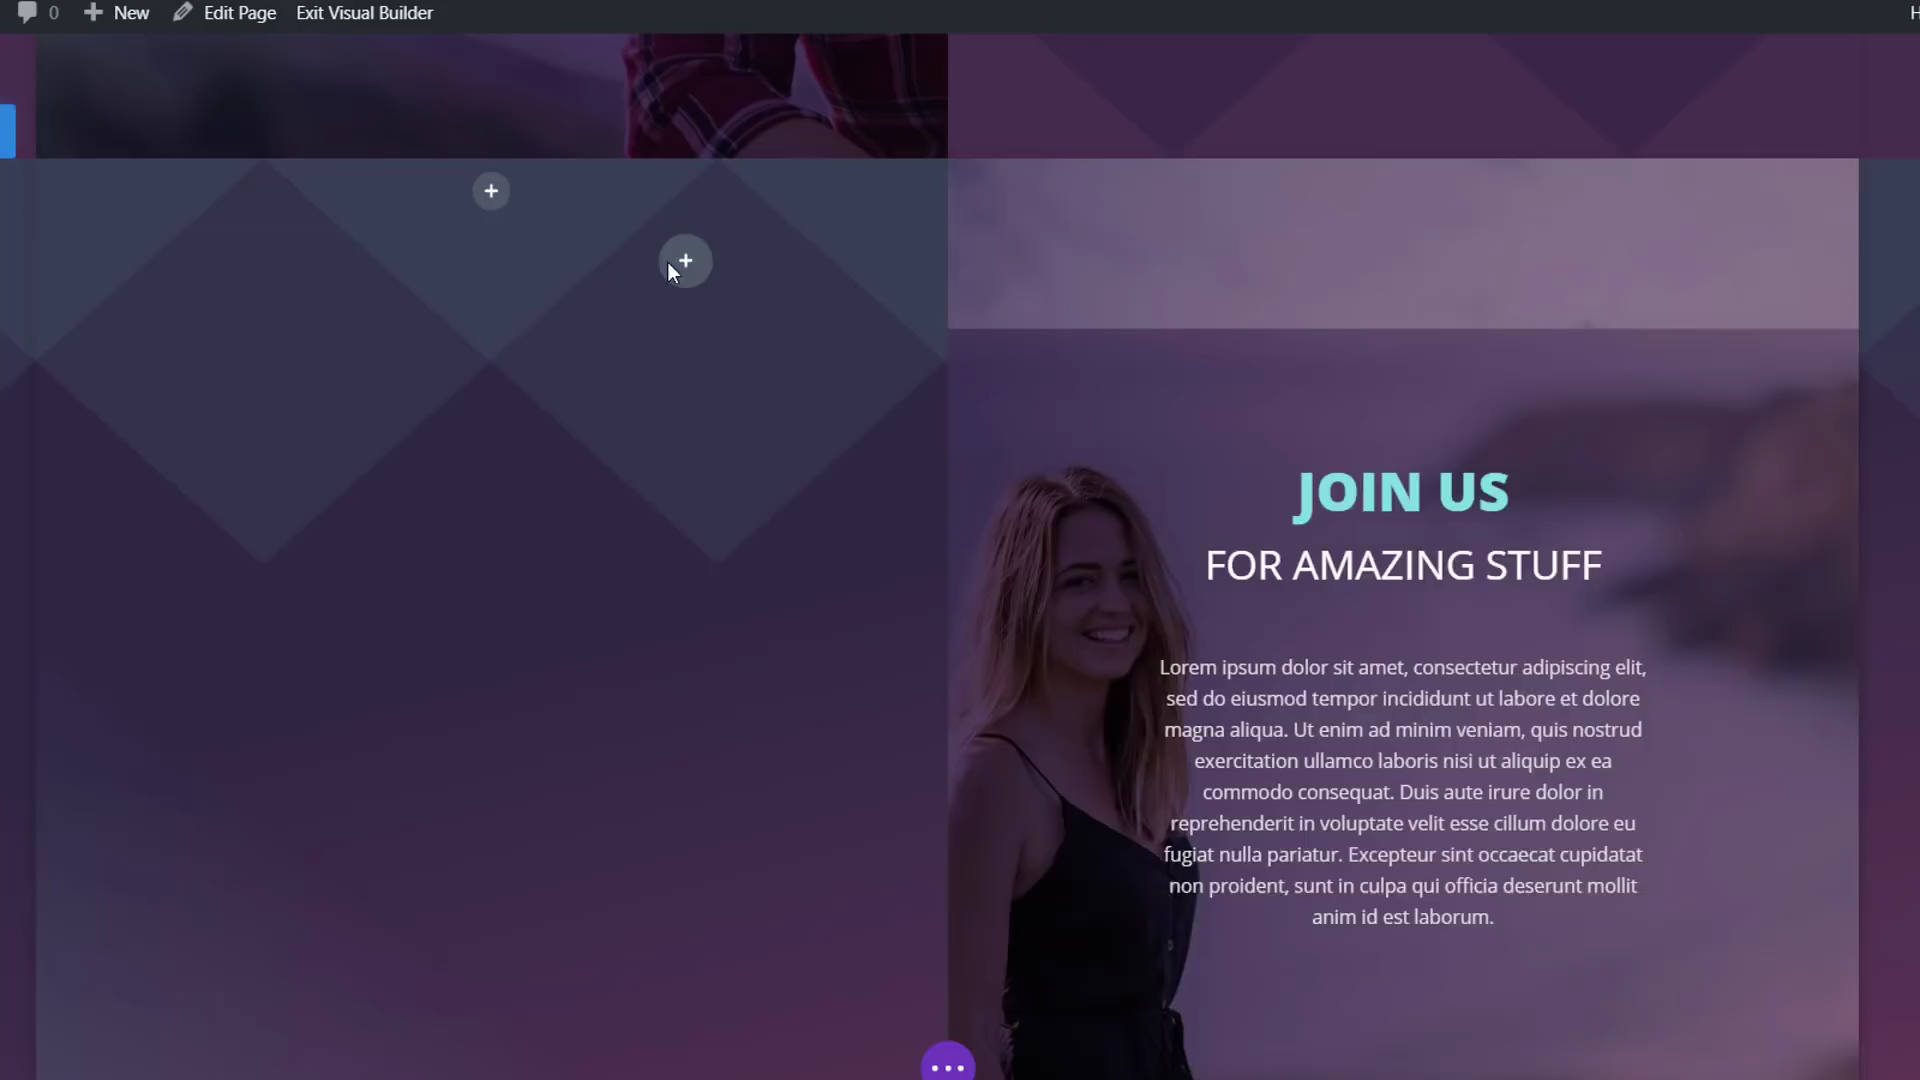 0 New Edit Page Exit Visual Builder H
JOIN US
FOR AMAZING STUFF
Lorem ipsum dolor sit amet, consectetur adipiscing elit,
sed do eiusmod tempor incididunt ut labore et dolore
magna aliqua. Ut enim ad minim veniam, quis nostrud
exercitation ullamco laboris nisi ut aliquip ex ea
commodo consequat. Duis aute irure dolor in
reprehenderit in voluptate velit esse cillum dolore eu
fugiat nulla pariatur. Excepteur sint occaecat cupidatat
non proident, sunt in culpa qui officia deserunt mollit
anim id est laborum.